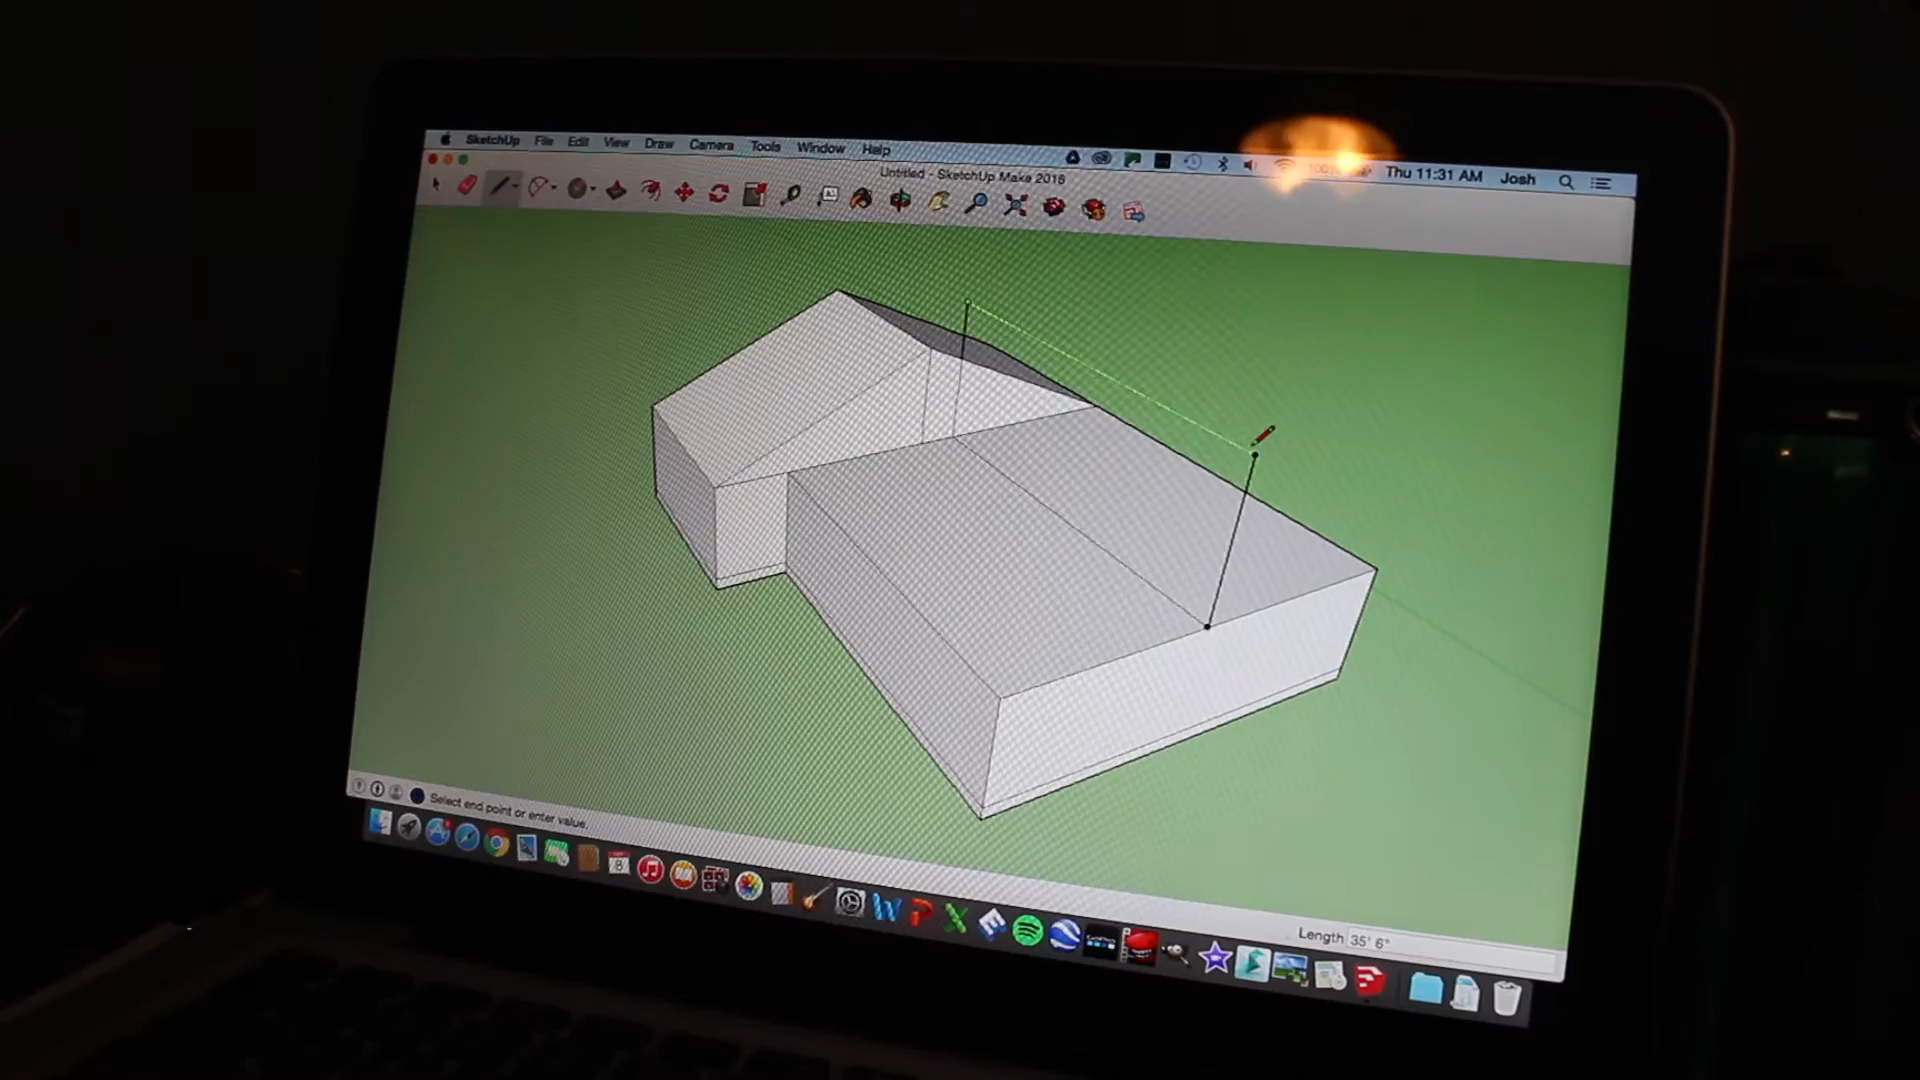 SketchUp File Edit View Draw Camera Tools Window Help
Thu 11:31 AM Josh
Untitled - SketchUp Make 2016
Select end point or enter value.
Length 35' 6"
8